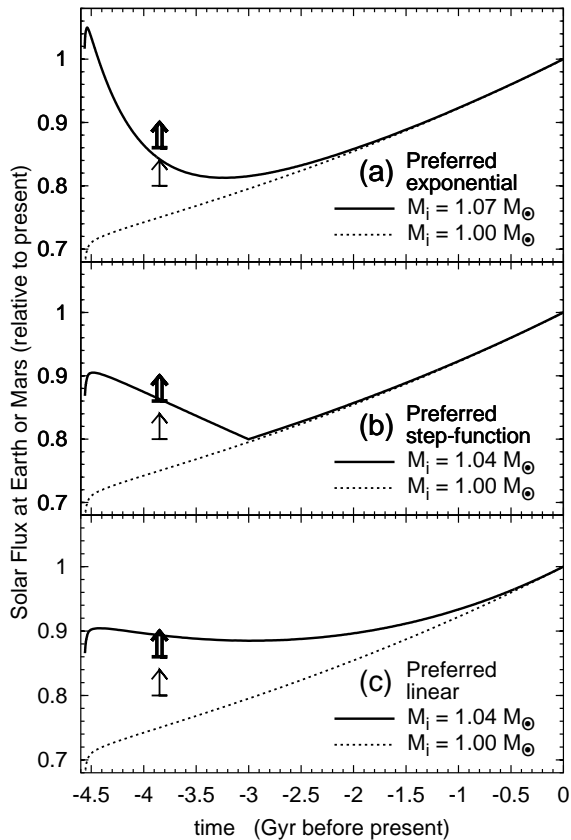 Solar Flux at Earth or Mars (relative to present)
1
0.9
0.8
0.7
(a) Preferred
exponential
M_i = 1.07 M_⊙
M_i = 1.00 M_⊙
1
0.9
0.8
0.7
(b) Preferred
step-function
M_i = 1.04 M_⊙
M_i = 1.00 M_⊙
1
0.9
0.8
0.7
(c) Preferred
linear
M_i = 1.04 M_⊙
M_i = 1.00 M_⊙
-4.5 -4 -3.5 -3 -2.5 -2 -1.5 -1 -0.5 0
time (Gyr before present)